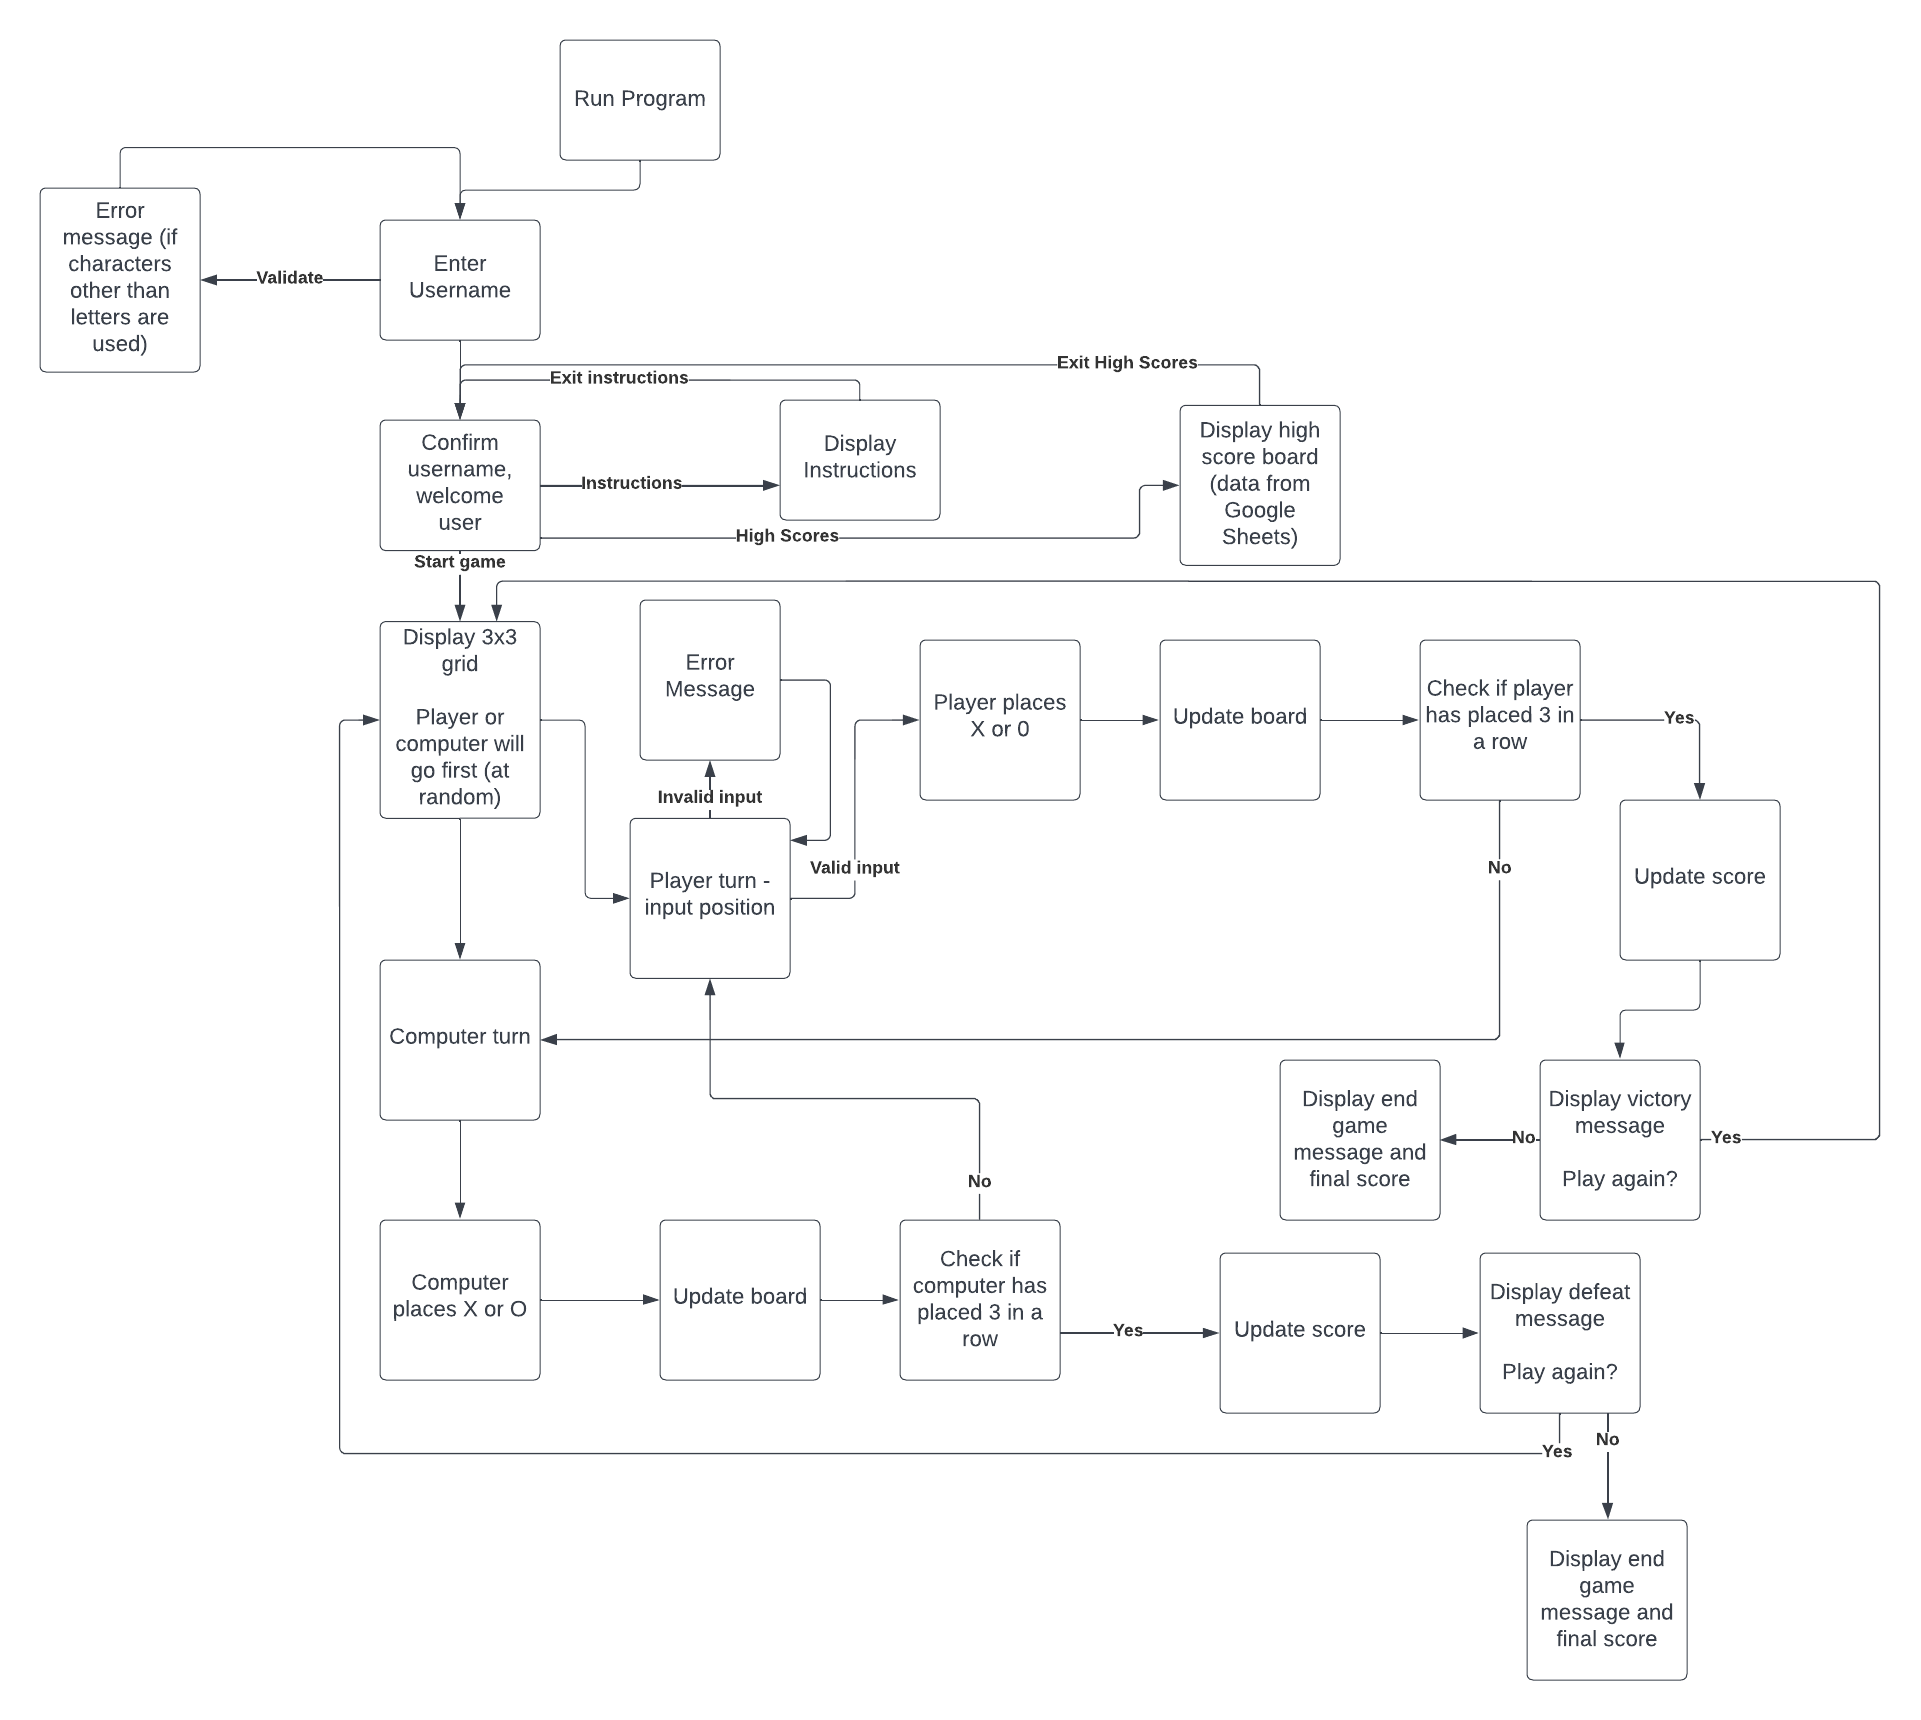 Run Program
Error
message (if
characters
other than
letters are
used)
Validate
Enter
Username
Exit High Scores
Exit instructions
Confirm
username,
welcome
user
Instructions
Display
Instructions
High Scores
Display high
score board
(data from
Google
Sheets)
Start game
Display 3x3
grid
Player or
computer will
go first (at
random)
Error
Message
Invalid input
Player turn -
input position
Valid input
Player places
X or 0
Update board
Check if player
has placed 3 in
a row
Yes
No
Update score
Computer turn
Display end
game
message and
final score
No
Display victory
message
Play again?
Yes
Computer
places X or O
Update board
No
Check if
computer has
placed 3 in a
row
Yes
Update score
Display defeat
message
Play again?
Yes
No
Display end
game
message and
final score